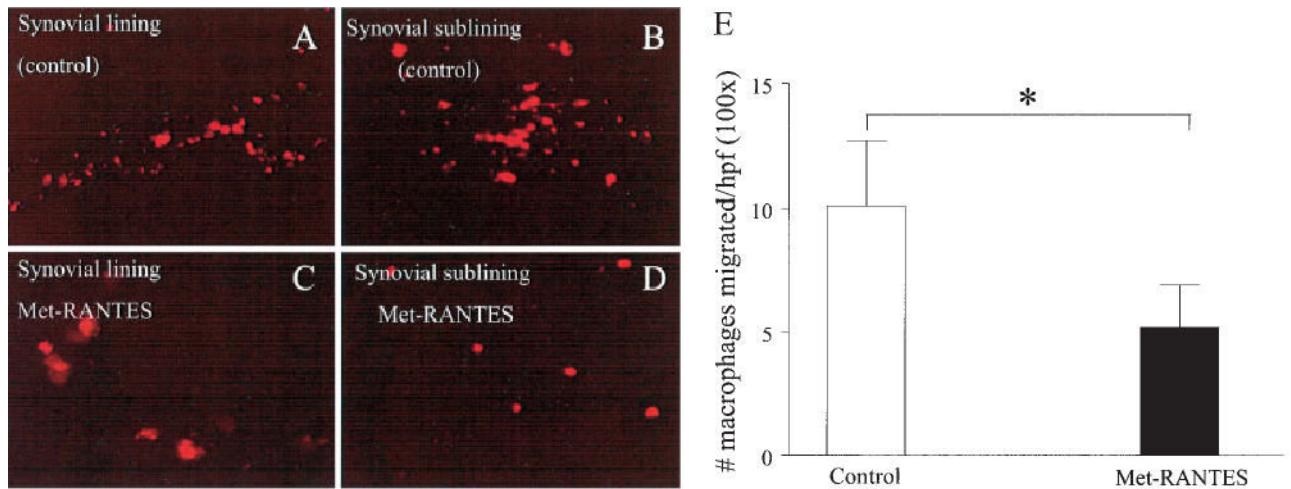 Synovial lining
(control)
A
Synovial sublining
(control)
B
Synovial lining
Met-RANTES
C
Synovial sublining
Met-RANTES
D
E
# macrophages migrated/hpf (100x)
15
10
5
0
*
Control
Met-RANTES